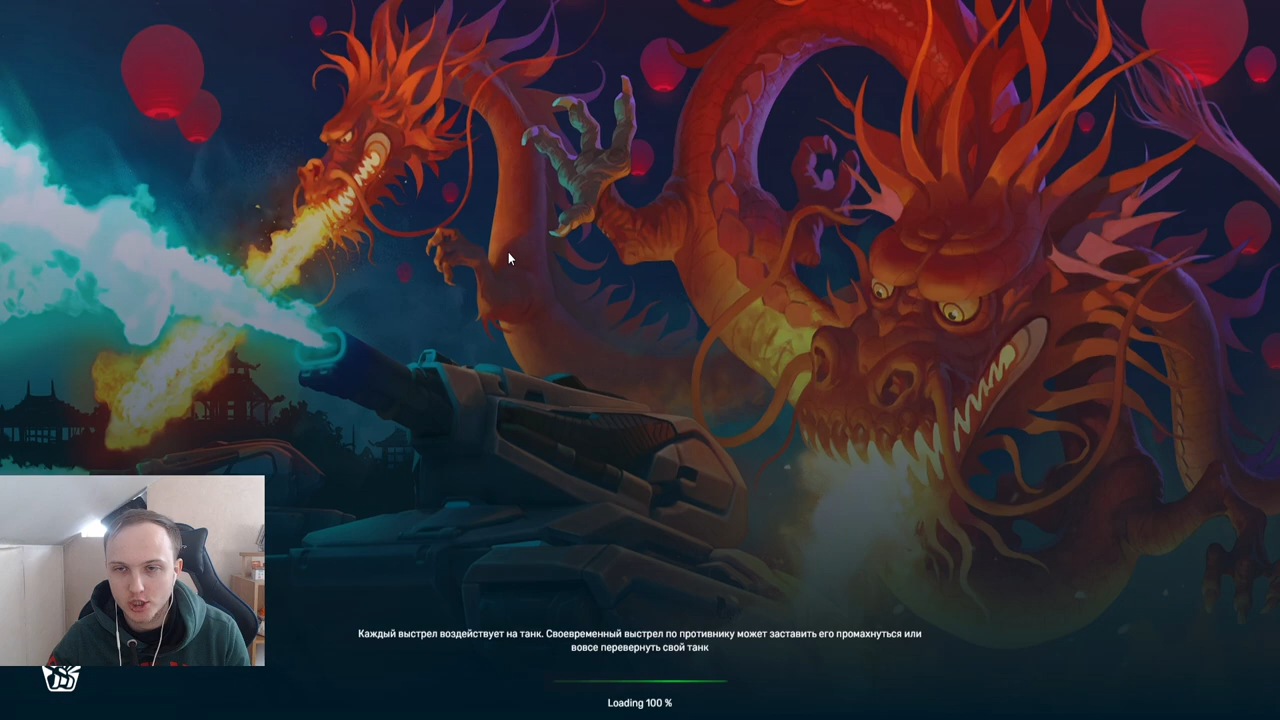 Каждый выстрел воздействует на танк. Своевременный выстрел по противнику может заставить его промахнуться или
вовсе перевернуть свой танк
Loading 100 %